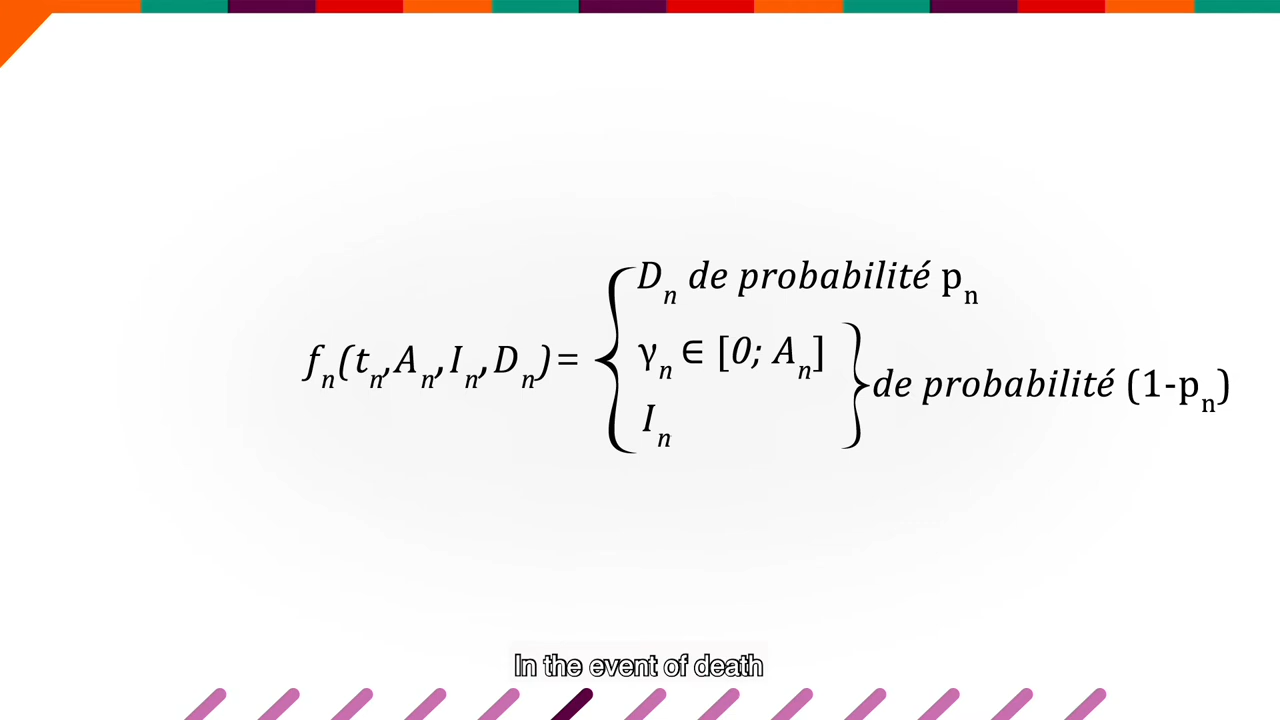 D_n de probabilité p_n
f_n(t_n,A_n,I_n,D_n)=
γ_n ∈ [0; A_n]
I_n
de probabilité (1-p_n)
In the event of death